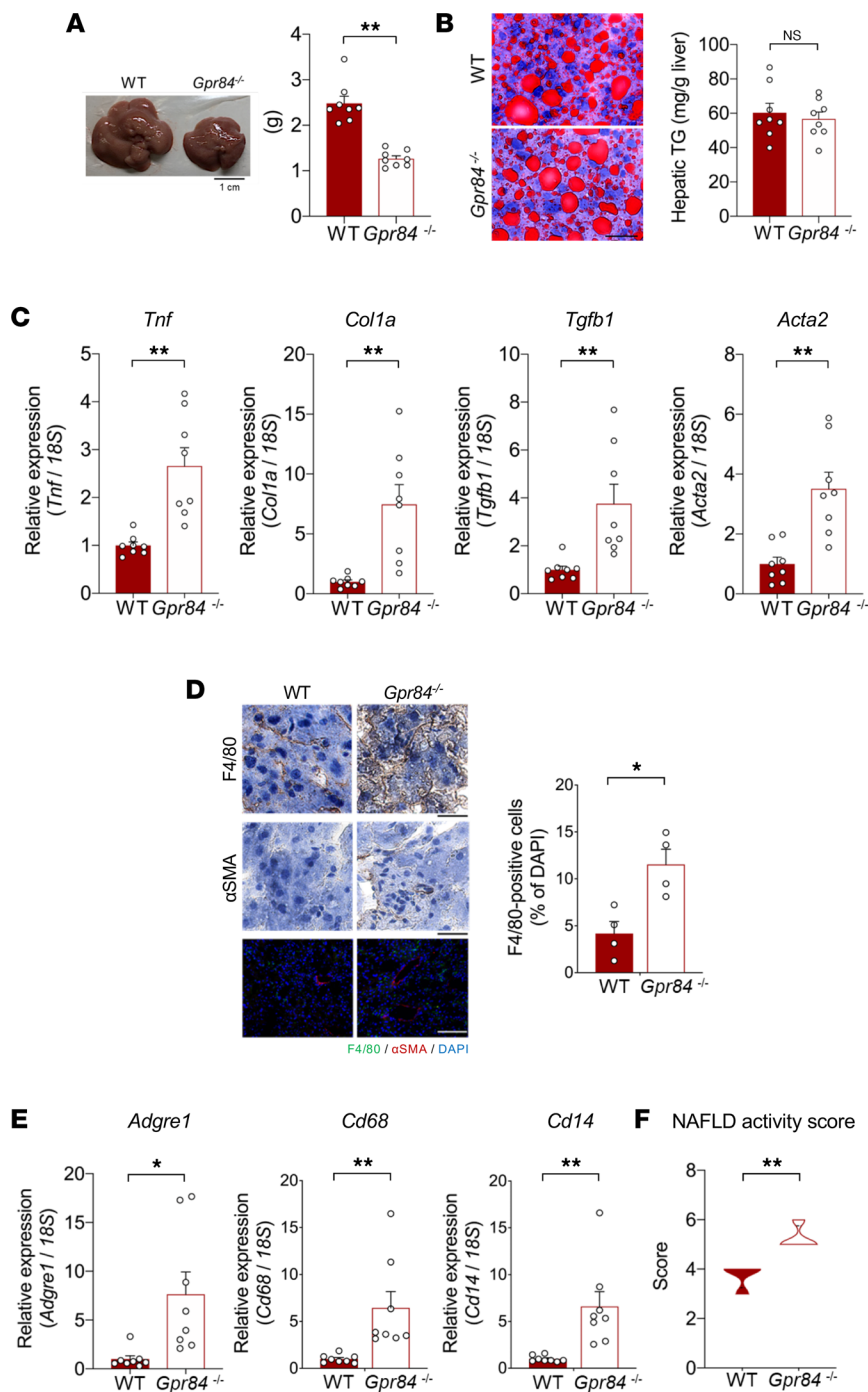 A
WT Gpr84-/-
1 cm
(g)
4
3
2
1
0
**
WT Gpr84 -/-
B
WT
Gpr84 -/-
Hepatic TG (mg/g liver)
100
80
60
40
20
0
NS
WT Gpr84 -/-
C
Tnf
Relative expression
(Tnf / 18S)
5
4
3
2
1
0
**
WT Gpr84 -/-
Col1a
Relative expression
(Col1a / 18S)
20
15
10
5
0
**
WT Gpr84 -/-
Tgfb1
Relative expression
(Tgfb1 / 18S)
10
8
6
4
2
0
**
WT Gpr84 -/-
Acta2
Relative expression
(Acta2 / 18S)
8
6
4
2
0
**
WT Gpr84 -/-
D
WT Gpr84-/-
F4/80
αSMA
F4/80 / αSMA / DAPI
F4/80-positive cells
(% of DAPI)
20
15
10
5
0
*
WT Gpr84 -/-
E
Adgre1
Relative expression
(Adgre1 / 18S)
20
15
10
5
0
*
WT Gpr84 -/-
Cd68
Relative expression
(Cd68 / 18S)
20
15
10
5
0
**
WT Gpr84 -/-
Cd14
Relative expression
(Cd14 / 18S)
20
15
10
5
0
**
WT Gpr84 -/-
F NAFLD activity score
Score
8
6
4
2
0
**
WT Gpr84 -/-